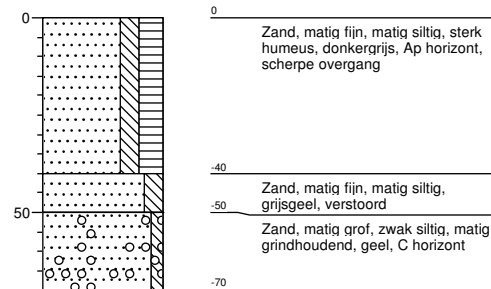 0
0
Zand, matig fijn, matig siltig, sterk
humeus, donkergrijs, Ap horizont,
scherpe overgang
-40
Zand, matig fijn, matig siltig,
grijsgeel, verstoord
50
-50
Zand, matig grof, zwak siltig, matig
grindhoudend, geel, C horizont
-70